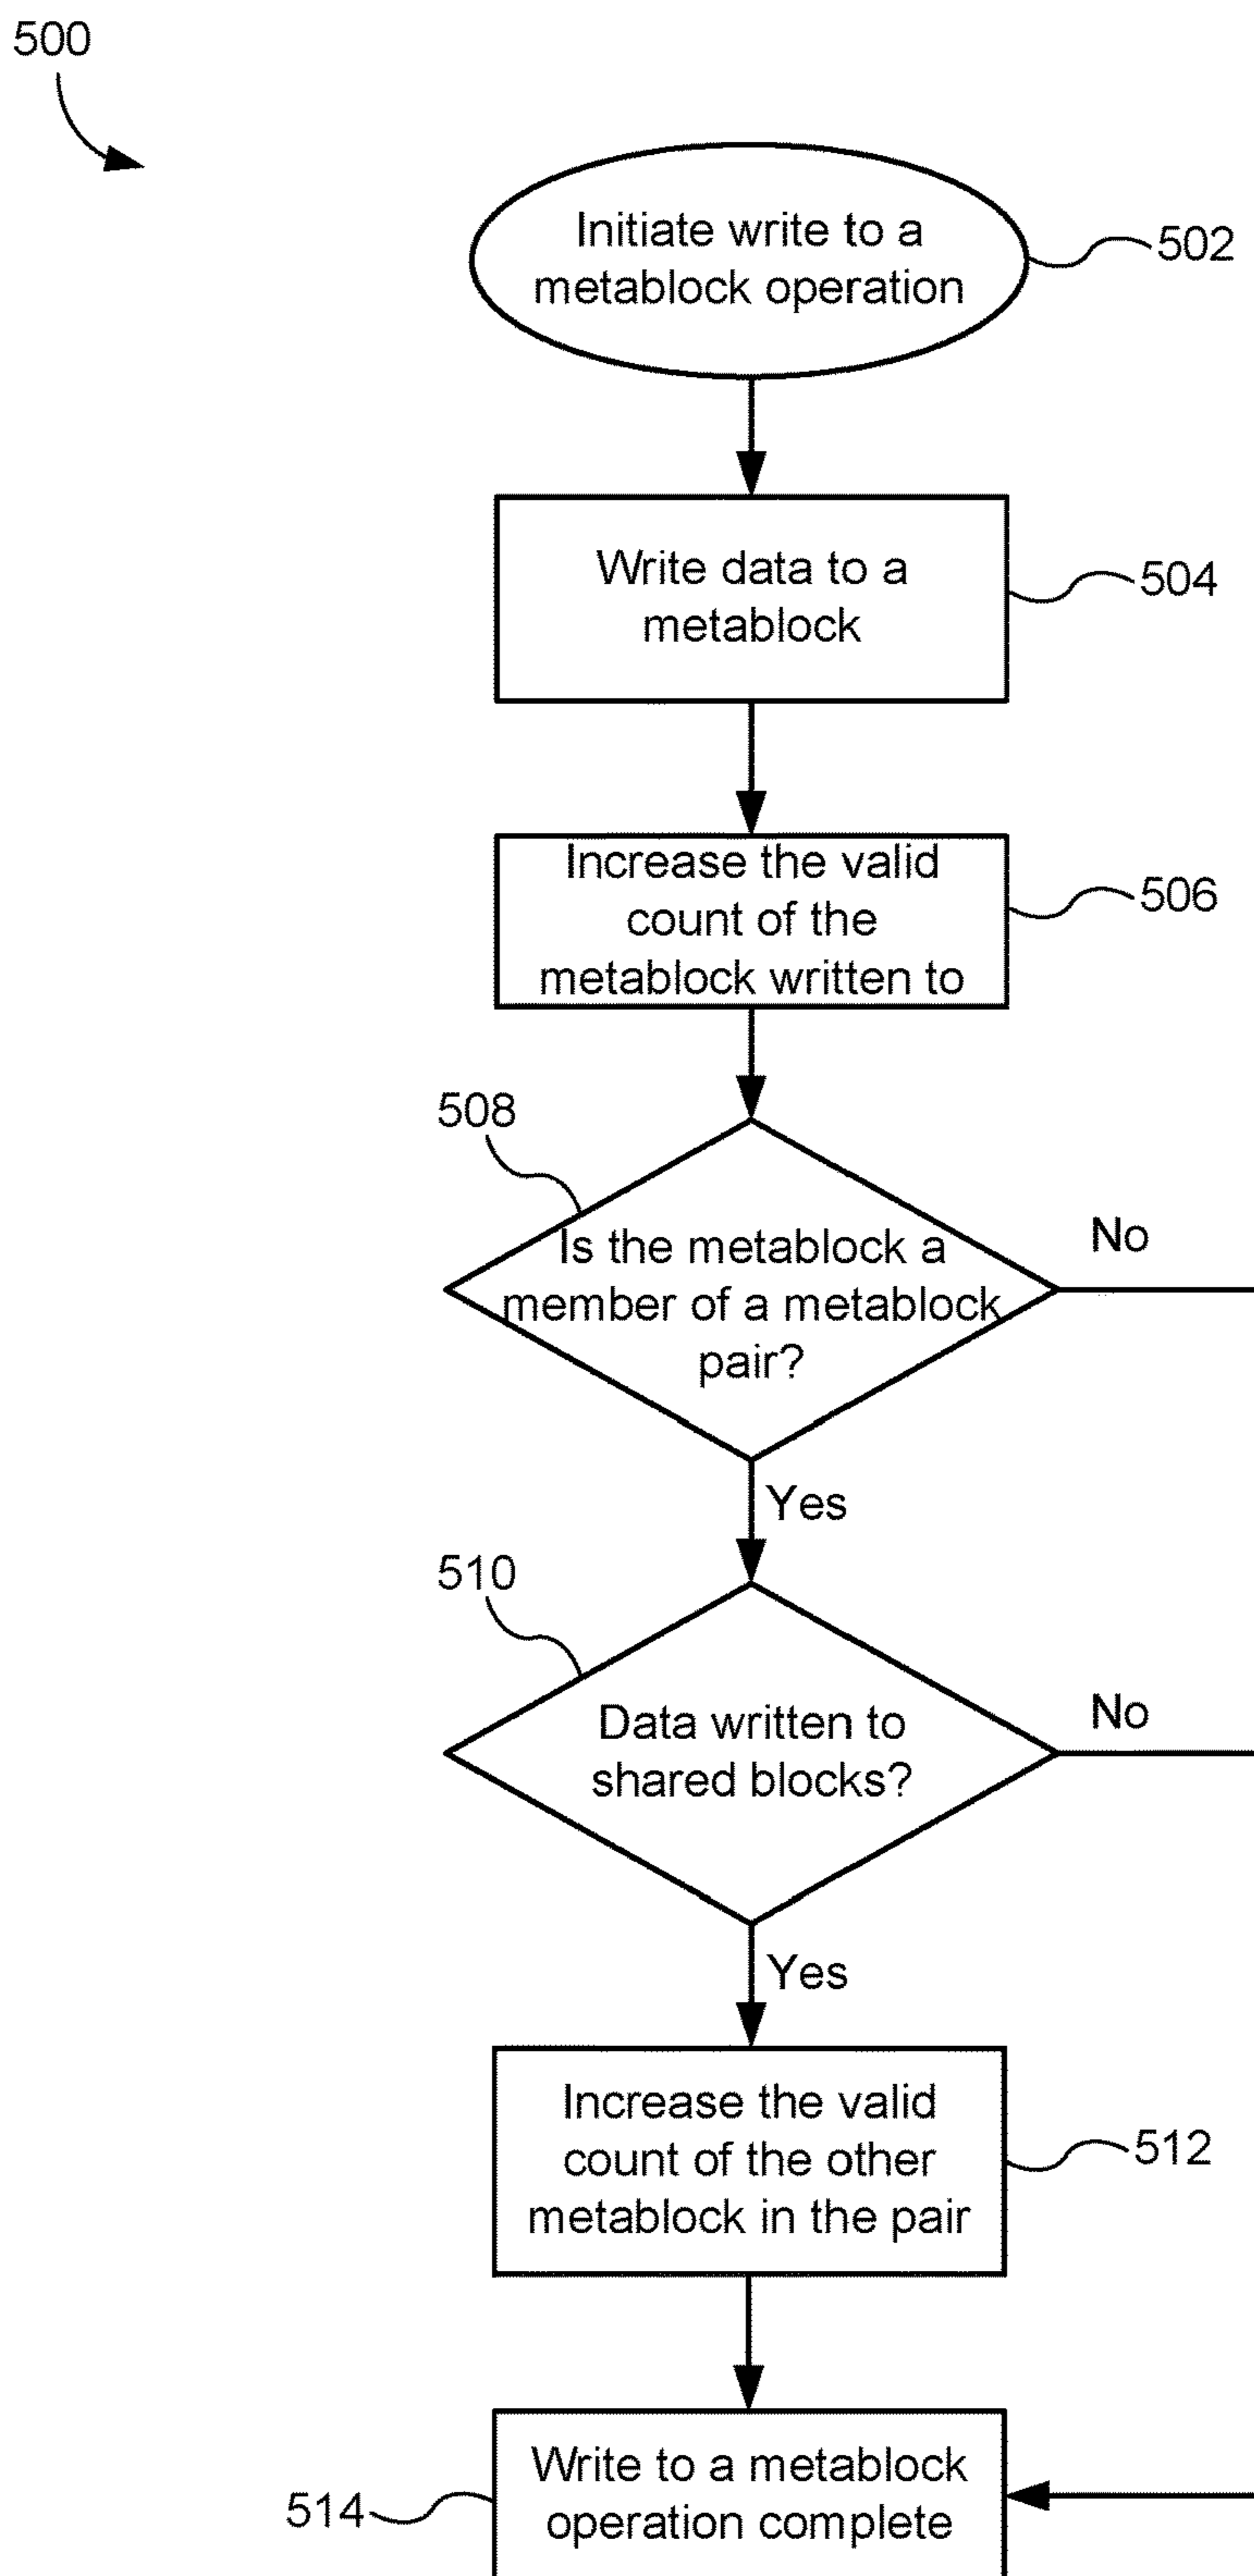 500
Initiate write to a
metablock operation
502
Write data to a
metablock
504
Increase the valid
count of the
metablock written to
506
508
Is the metablock a
member of a metablock
pair?
No
Yes
510
Data written to
shared blocks?
No
Yes
Increase the valid
count of the other
metablock in the pair
512
Write to a metablock
operation complete
514